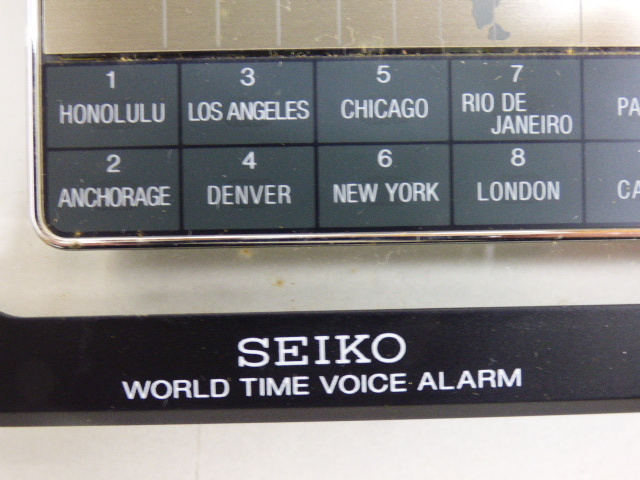 1 3 5 7
HONOLULU LOS ANGELES CHICAGO RIO DE
JANEIRO
2 4 6 8
ANCHORAGE DENVER NEW YORK LONDON
SEIKO
WORLD TIME VOICE ALARM